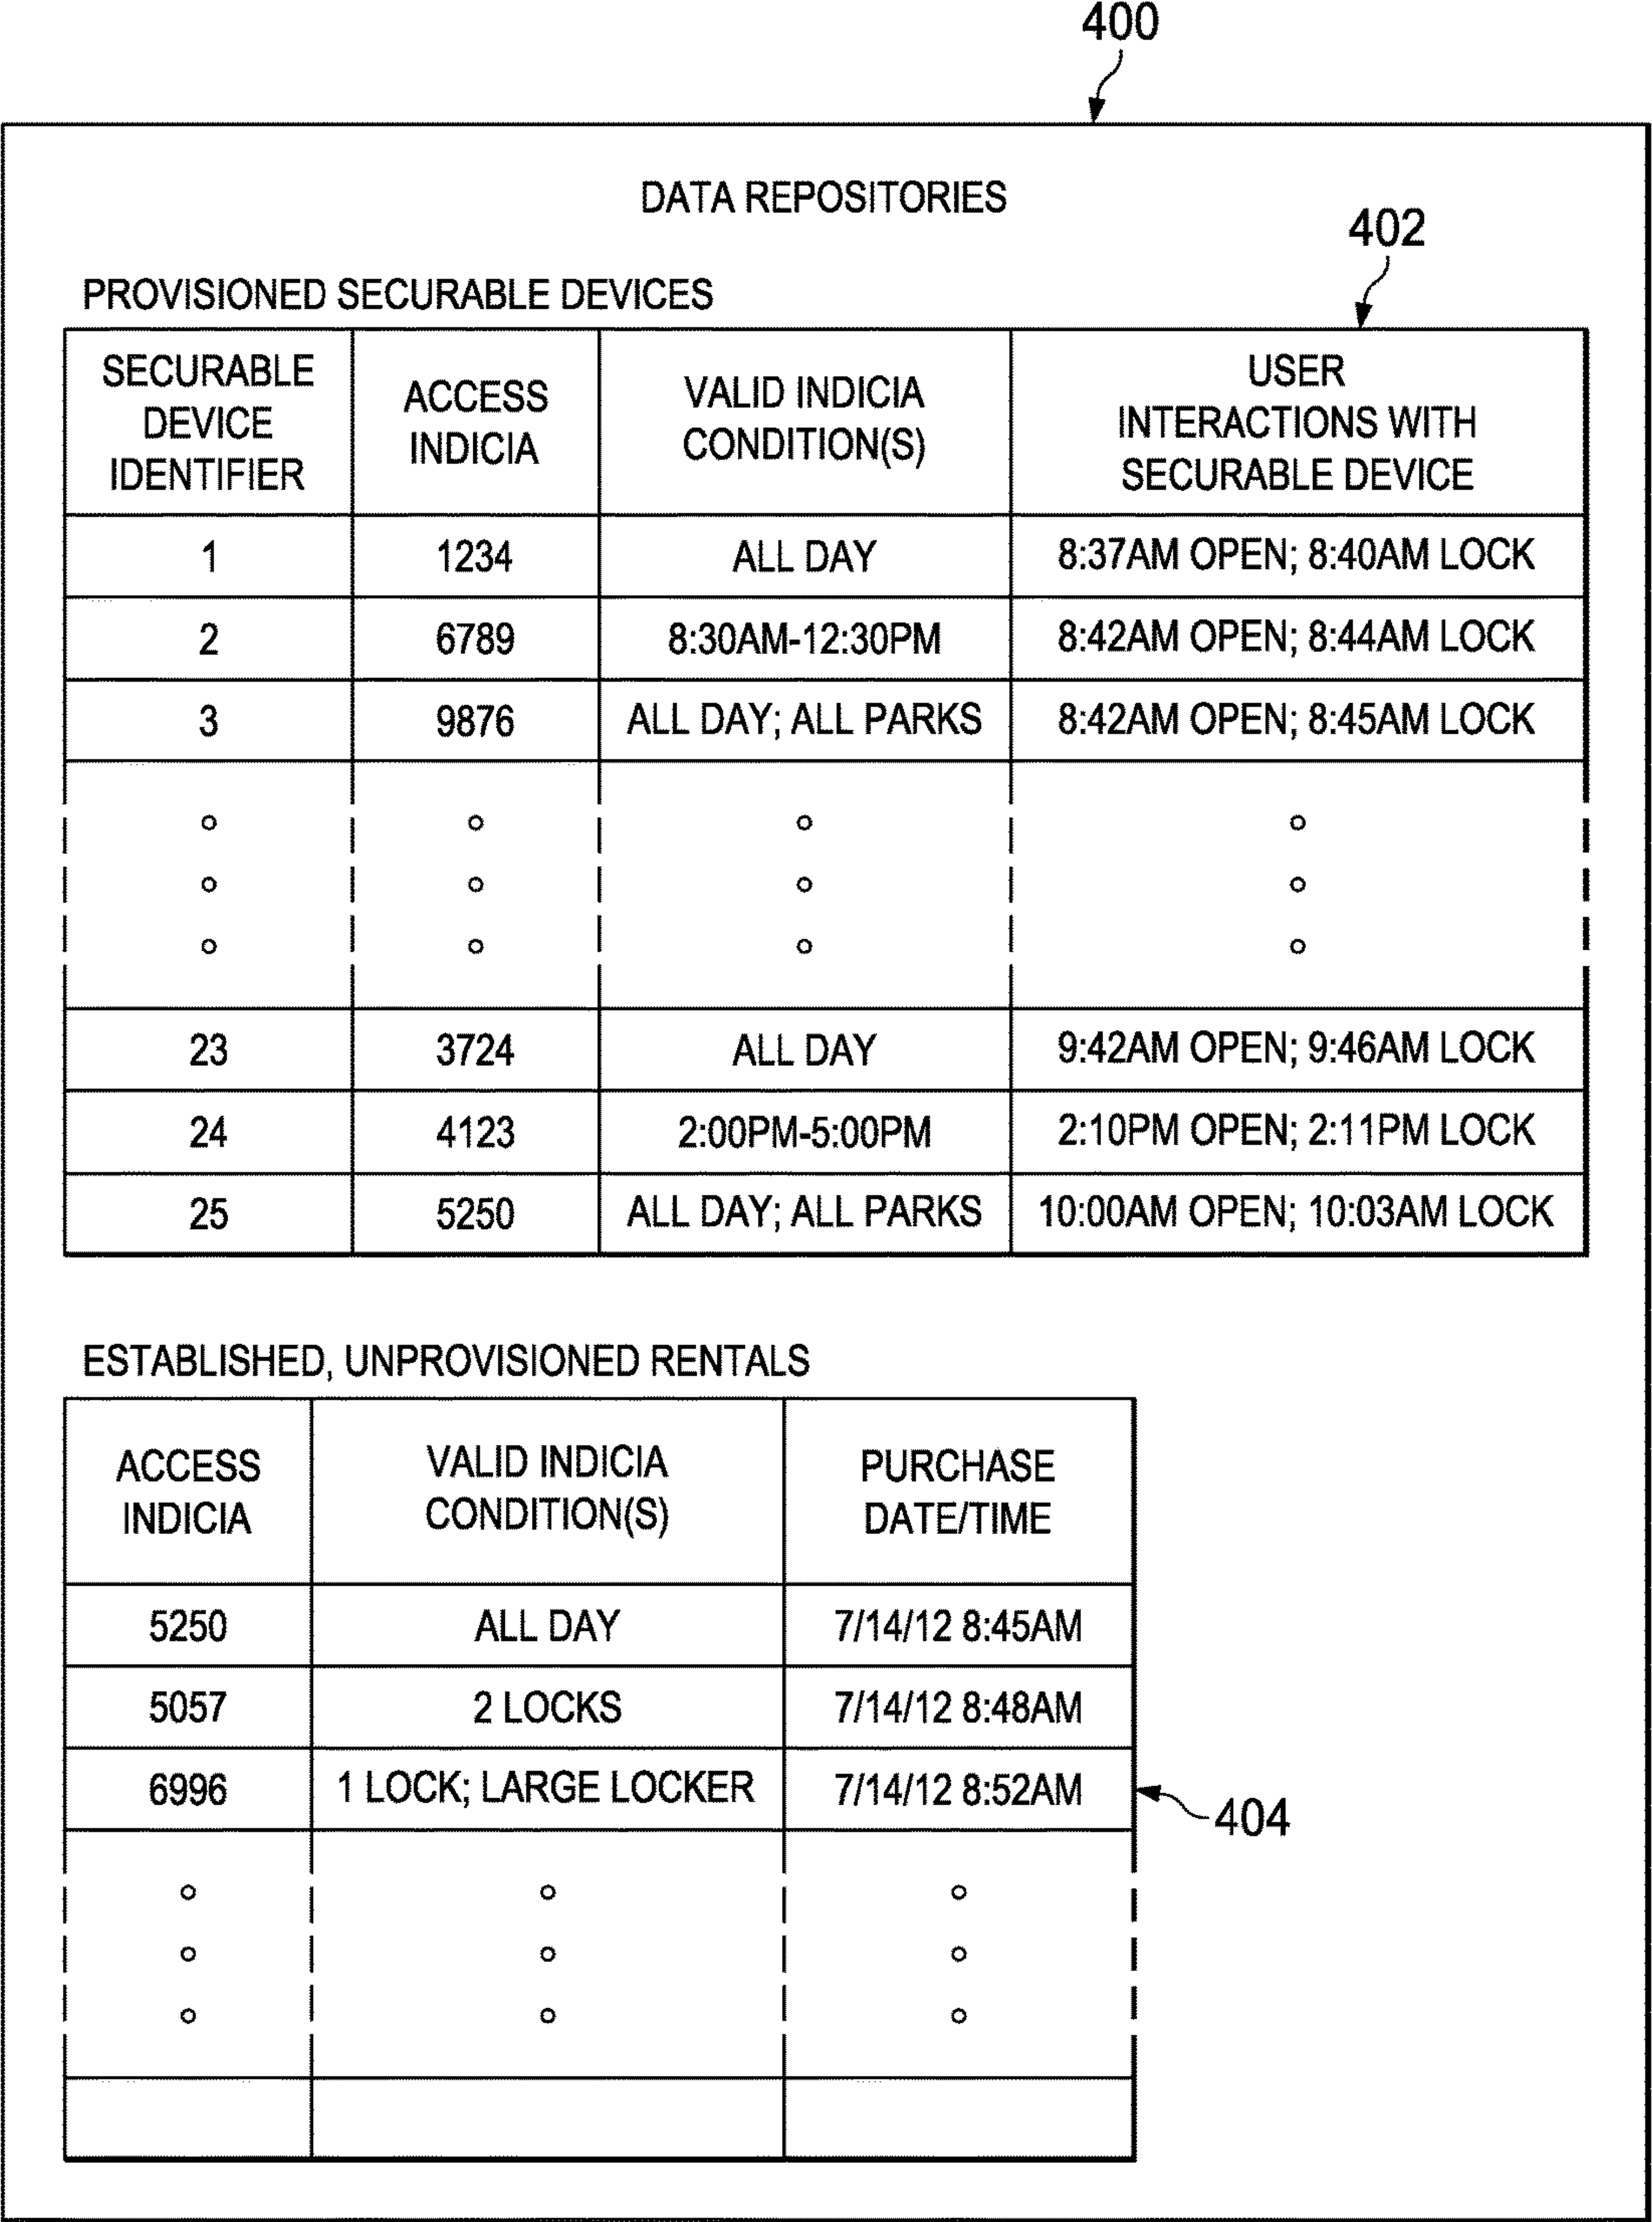 400
DATA REPOSITORIES
402
PROVISIONED SECURABLE DEVICES
SECURABLE
DEVICE
IDENTIFIER
ACCESS
INDICIA
VALID INDICIA
CONDITION(S)
USER
INTERACTIONS WITH
SECURABLE DEVICE
1 1234 ALL DAY 8:37AM OPEN; 8:40AM LOCK
2 6789 8:30AM-12:30PM 8:42AM OPEN; 8:44AM LOCK
3 9876 ALL DAY; ALL PARKS 8:42AM OPEN; 8:45AM LOCK
23 3724 ALL DAY 9:42AM OPEN; 9:46AM LOCK
24 4123 2:00PM-5:00PM 2:10PM OPEN; 2:11PM LOCK
25 5250 ALL DAY; ALL PARKS 10:00AM OPEN; 10:03AM LOCK
ESTABLISHED, UNPROVISIONED RENTALS
ACCESS
INDICIA
VALID INDICIA
CONDITION(S)
PURCHASE
DATE/TIME
5250 ALL DAY 7/14/12 8:45AM
5057 2 LOCKS 7/14/12 8:48AM
6996 1 LOCK; LARGE LOCKER 7/14/12 8:52AM
404